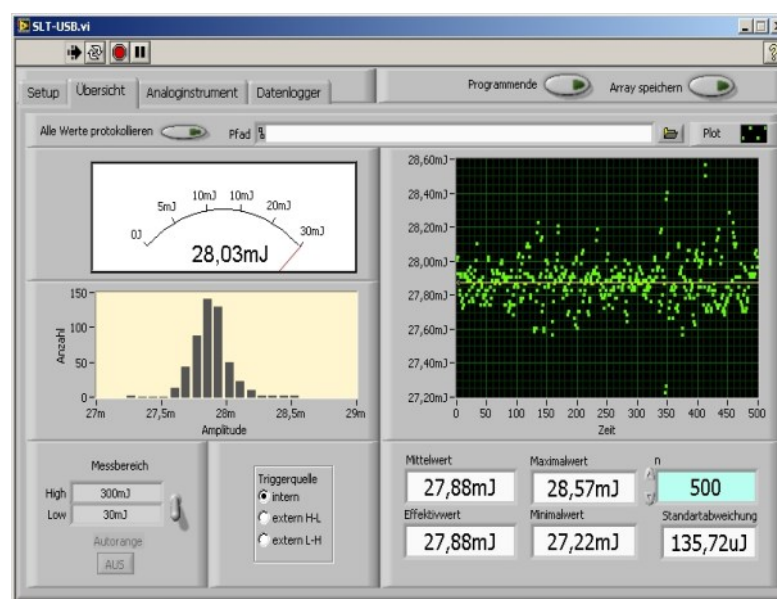 SLT-USB.vi
Setup Übersicht Analoginstrument Datenlogger
Programmende Array speichern
Alle Werte protokollieren Pfad Plot
0J 5mJ 10mJ 10mJ 20mJ 30mJ
28,03mJ
Anzahl
150
100
50
0
27m 27,5m 28m 28,5m 29m
Amplitude
28,60mJ
28,40mJ
28,20mJ
28,00mJ
27,80mJ
27,60mJ
27,40mJ
27,20mJ
0 50 100 150 200 250 300 350 400 450 500
Zeit
Messbereich
High 300mJ
Low 30mJ
Autorange
AUS
Triggerquelle
intern
extern H-L
extern L-H
Mittelwert Maximalwert n
27,88mJ 28,57mJ 500
Effektivwert Minimalwert Standartabweichung
27,88mJ 27,22mJ 135,72uJ